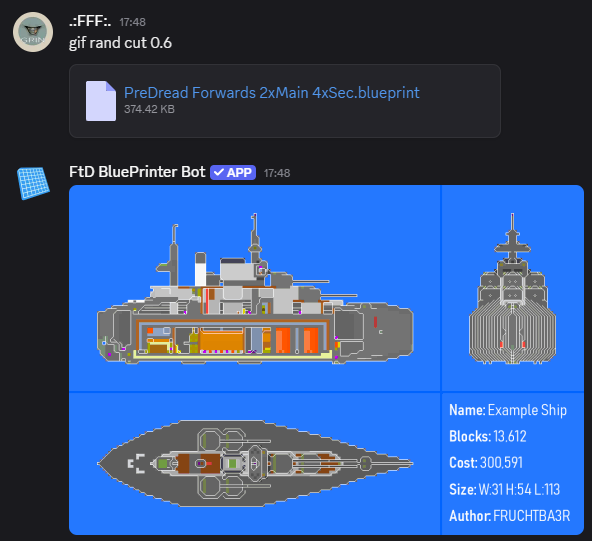 .:FFF:. 17:48
gif rand cut 0.6
PreDread Forwards 2xMain 4xSec.blueprint
374.42 KB
FtD BluePrinter Bot APP 17:48
Name: Example Ship
Blocks: 13,612
Cost: 300,591
Size: W:31 H:54 L:113
Author: FRUCHTBA3R